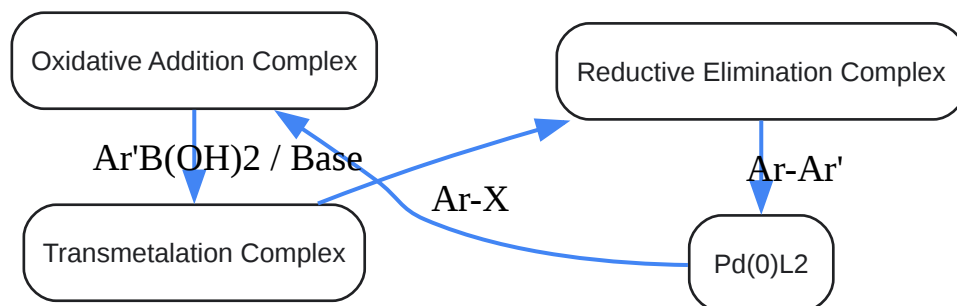 Oxidative Addition Complex
Reductive Elimination Complex
Ar'B(OH)2 / Base
Ar-Ar'
Ar-X
Transmetalation Complex
Pd(0)L2